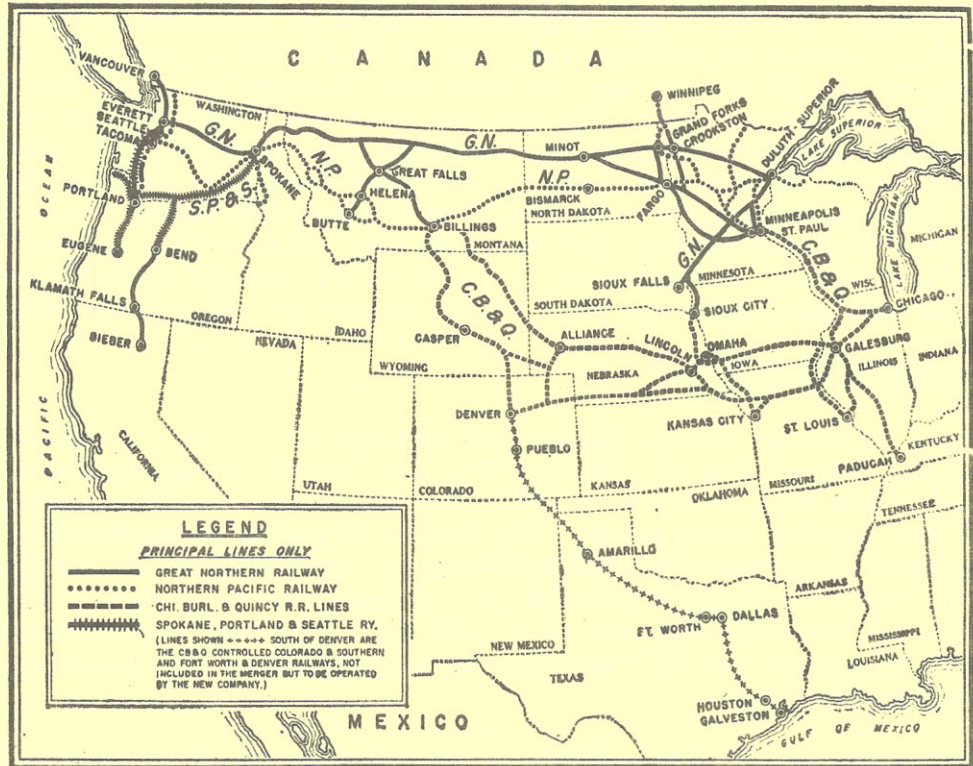 CANADA
VANCOUVER
WINPEG
EVERETT
SEATTLE
TACOMA
WASHINGTON
G.N.
SPOKANE
N.P.
G.N.
MINOT
GRAND FORKS
CROOKSTON
DULUTH-SUPERIOR
LAKE SUPERIOR
OCEAN
PORTLAND
S.P.&S.
HELENA
GREAT FALLS
BUTTE
BILLINGS
MONTANA
N.P.
BISMARCK
NORTH DAKOTA
FARGO
MINNEAPOLIS
ST. PAUL
LAKE MICHIGAN
MICHIGAN
EUGENE
BEND
G.N.
MINNESOTA
C.B.&Q.
WISC.
SIOUX FALLS
SOUTH DAKOTA
SIOUX CITY
CHICAGO
KLAMATH FALLS
OREGON
BIEBER
NEVADA
IDAHO
C.B.&Q.
CASPER
WYOMING
ALLIANCE
LINCOLN
OMAHA
NEBRASKA
IOWA
GALESBURG
ILLINOIS
INDIANA
DENVER
KANSAS CITY
ST. LOUIS
PACIFIC
CALIFORNIA
PUEBLO
UTAH
COLORADO
KANSAS
OKLAHOMA
MISSOURI
PADUCAH
KENTUCKY
TENNESSEE
LEGEND
PRINCIPAL LINES ONLY
GREAT NORTHERN RAILWAY
NORTHERN PACIFIC RAILWAY
CHI. BURL. & QUINCY R.R. LINES
SPOKANE, PORTLAND & SEATTLE RY.
(LINES SHOWN +++++ SOUTH OF DENVER ARE
THE CB&Q CONTROLLED COLORADO & SOUTHERN
AND FORT WORTH & DENVER RAILWAYS, NOT
INCLUDED IN THE MERGER BUT TO BE OPERATED
BY THE NEW COMPANY.)
AMARILLO
ARKANSAS
FT. WORTH
DALLAS
NEW MEXICO
TEXAS
MISSISSIPPI
LOUISIANA
HOUSTON
GALVESTON
MEXICO
GULF OF MEXICO